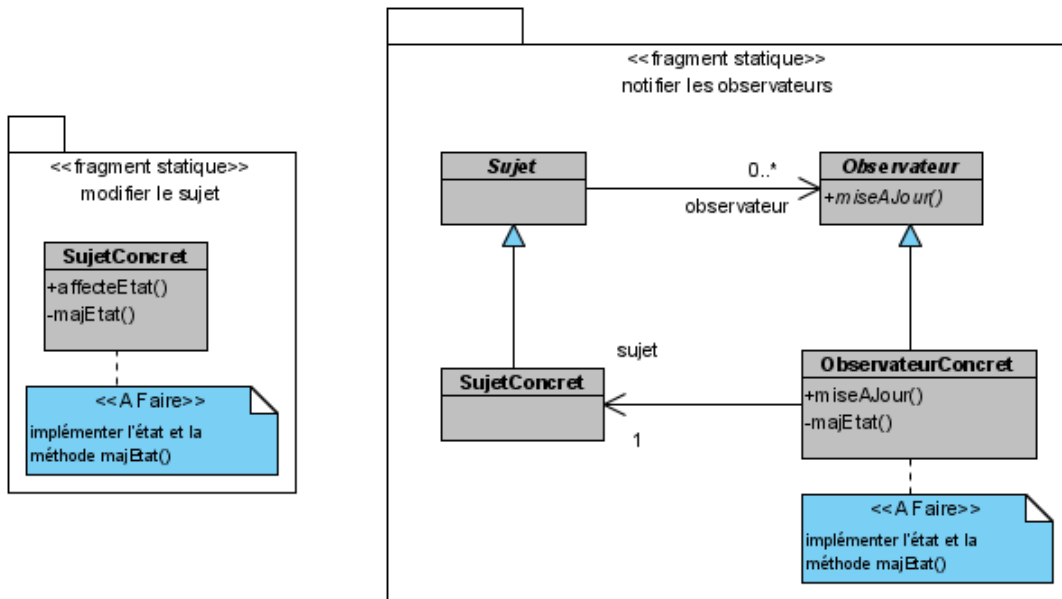 <<fragment statique>>
modifier le sujet
SujetConcret
+affecteEtat()
-majEtat()
<<A Faire>>
implémenter l'état et la
méthode majEtat()
<<fragment statique>>
notifier les observateurs
Sujet
0..*
observateur
Observateur
+miseAJour()
sujet
SujetConcret
1
ObservateurConcret
+miseAJour()
-majEtat()
<<A Faire>>
implémenter l'état et la
méthode majEtat()